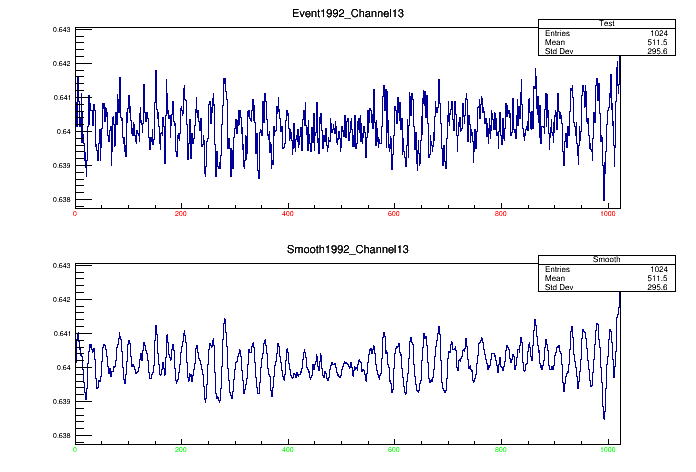 Event1992_Channel13
Test
Entries 1024
Mean 511.5
Std Dev 295.6
0.643
0.642
0.641
0.64
0.639
0.638
0 200 400 600 800 1000
Smooth1992_Channel13
Smooth
Entries 1024
Mean 511.5
Std Dev 295.6
0.643
0.642
0.641
0.64
0.639
0.638
0 200 400 600 800 1000